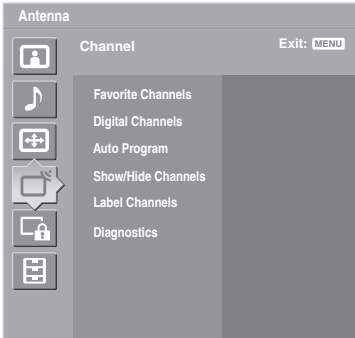 Antenna
Channel Exit: MENU
Favorite Channels
Digital Channels
Auto Program
Show/Hide Channels
Label Channels
Diagnostics